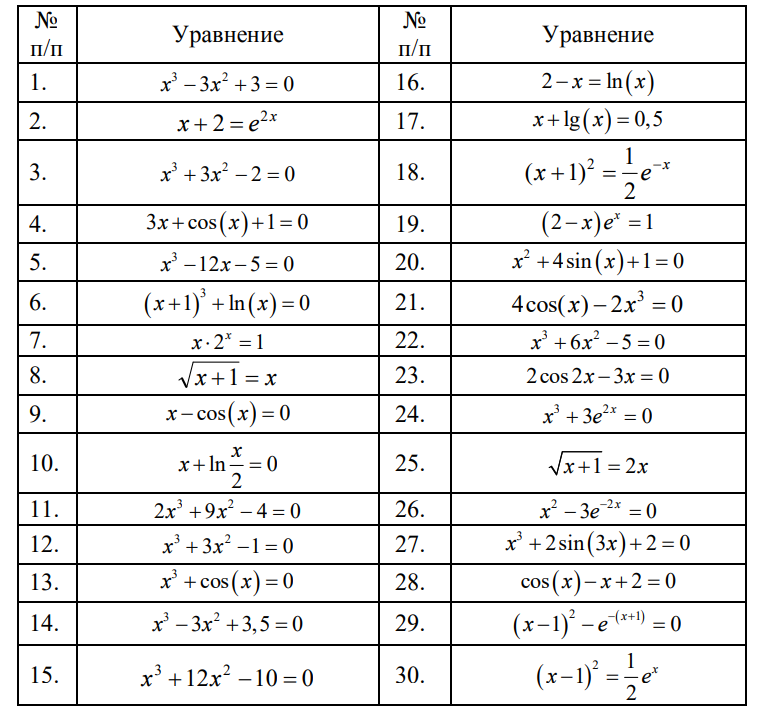 № п/п Уравнение № п/п Уравнение
1. x³ − 3x² + 3 = 0 16. 2 − x = ln(x)
2. x + 2 = e^{2x} 17. x + lg(x) = 0,5
3. x³ + 3x² − 2 = 0 18. (x + 1)² = \frac{1}{2}e^{−x}
4. 3x + cos(x) + 1 = 0 19. (2 − x)e^{x} = 1
5. x³ − 12x − 5 = 0 20. x² + 4sin(x) + 1 = 0
6. (x + 1)³ + ln(x) = 0 21. 4cos(x) − 2x³ = 0
7. x · 2^{x} = 1 22. x³ + 6x² − 5 = 0
8. \sqrt{x + 1} = x 23. 2cos2x − 3x = 0
9. x − cos(x) = 0 24. x³ + 3e^{2x} = 0
10. x + ln\frac{x}{2} = 0 25. \sqrt{x + 1} = 2x
11. 2x³ + 9x² − 4 = 0 26. x² − 3e^{−2x} = 0
12. x³ + 3x² − 1 = 0 27. x³ + 2sin(3x) + 2 = 0
13. x³ + cos(x) = 0 28. cos(x) − x + 2 = 0
14. x³ − 3x² + 3,5 = 0 29. (x − 1)² − e^{−(x+1)} = 0
15. x³ + 12x² − 10 = 0 30. (x − 1)² = \frac{1}{2}e^{x}